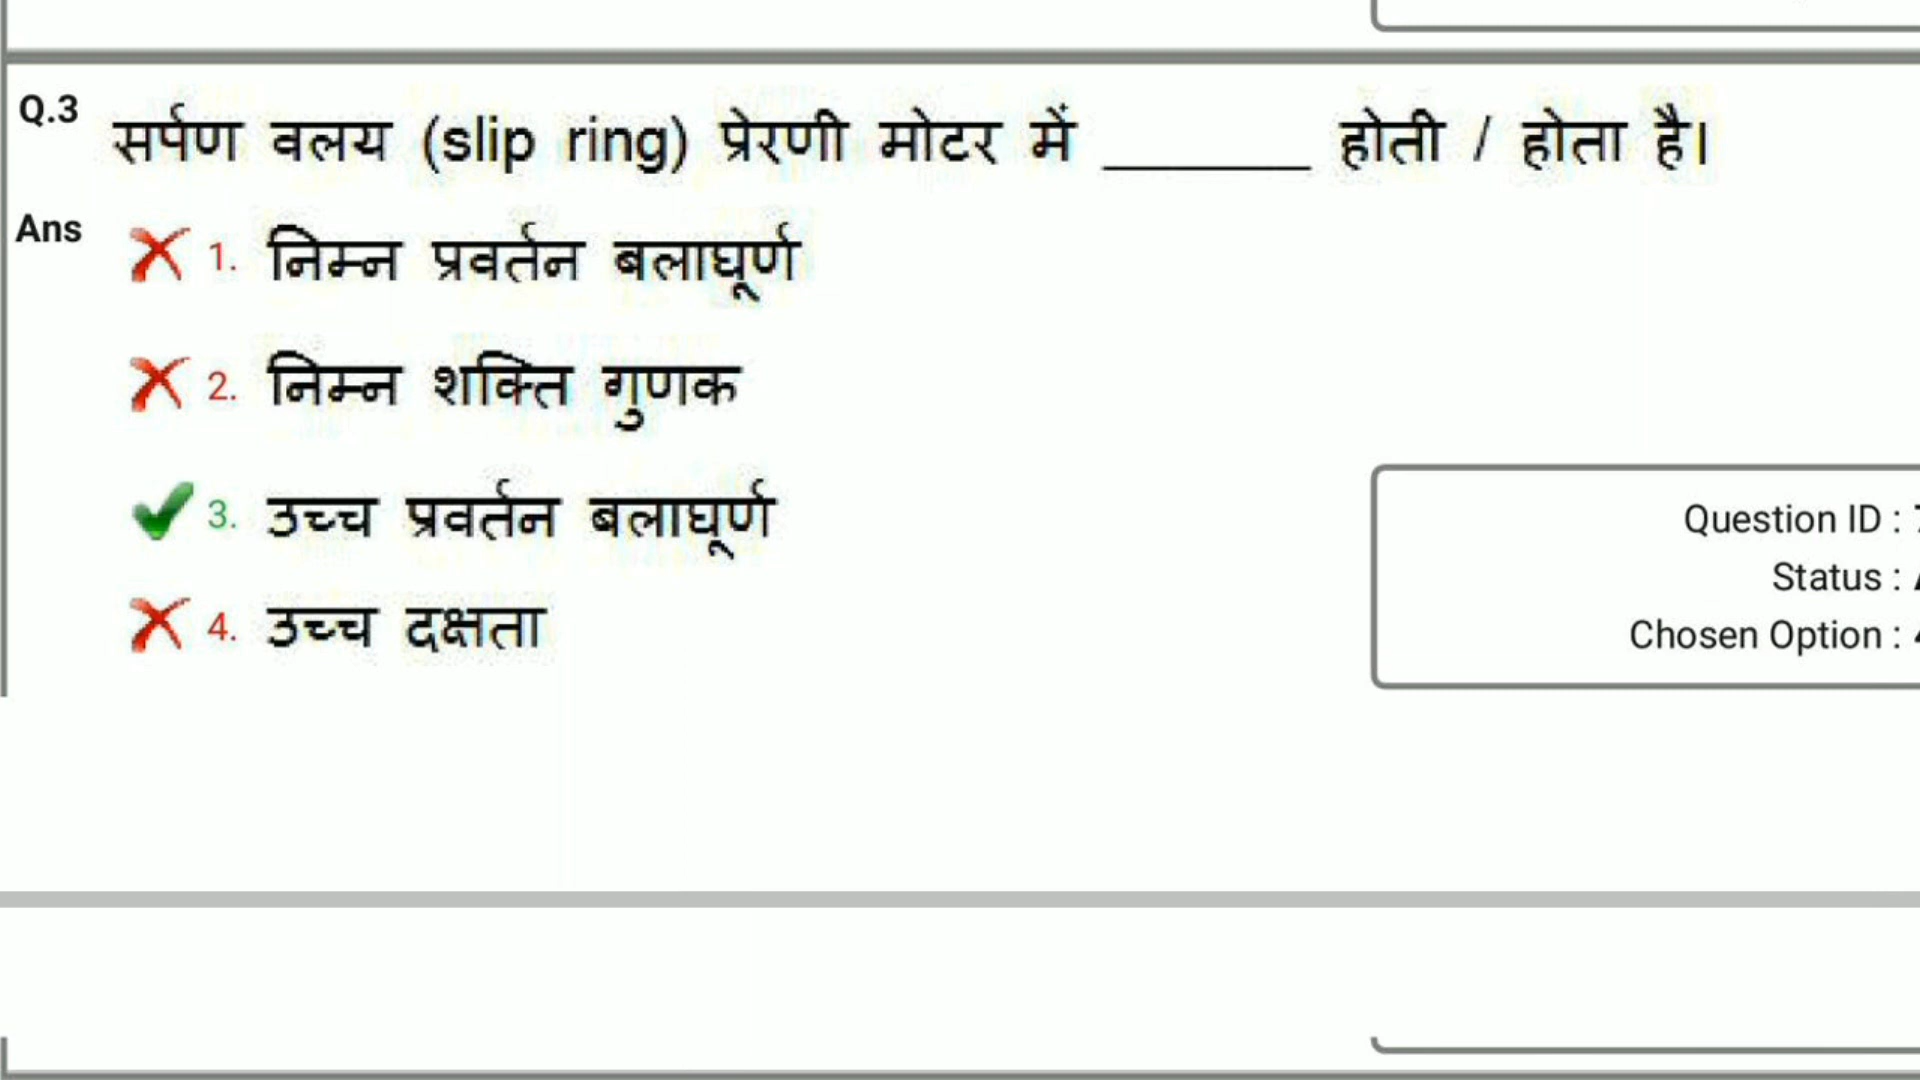 Q.3 सर्पण वलय (slip ring) प्रेरणी मोटर में _______ होती / होता है।
Ans 1. निम्न प्रवर्तन बलाघूर्ण
2. निम्न शक्ति गुणक
3. उच्च प्रवर्तन बलाघूर्ण
4. उच्च दक्षता
Question ID :
Status :
Chosen Option :